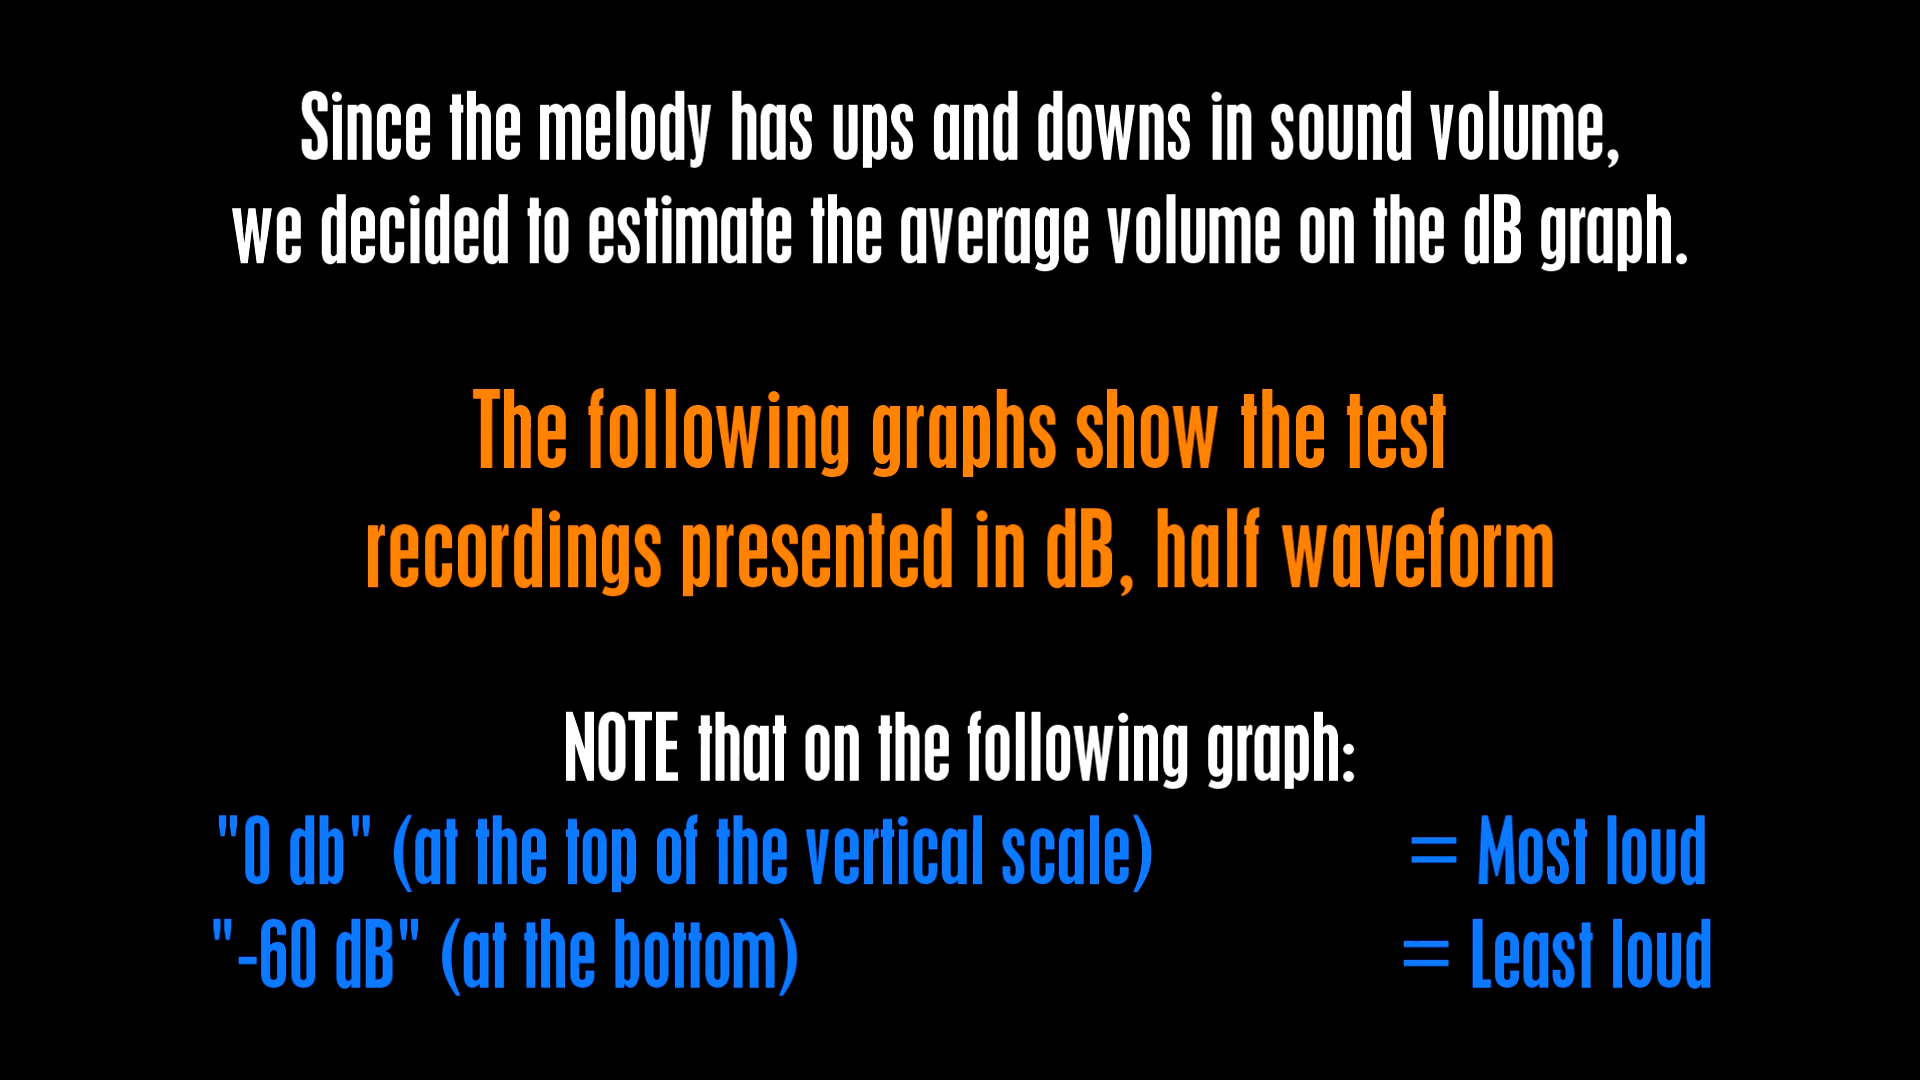 Since the melody has ups and downs in sound volume,
we decided to estimate the average volume on the dB graph.
The following graphs show the test
recordings presented in dB, half waveform
NOTE that on the following graph:
"0 db" (at the top of the vertical scale) = Most loud
"-60 dB" (at the bottom) = Least loud